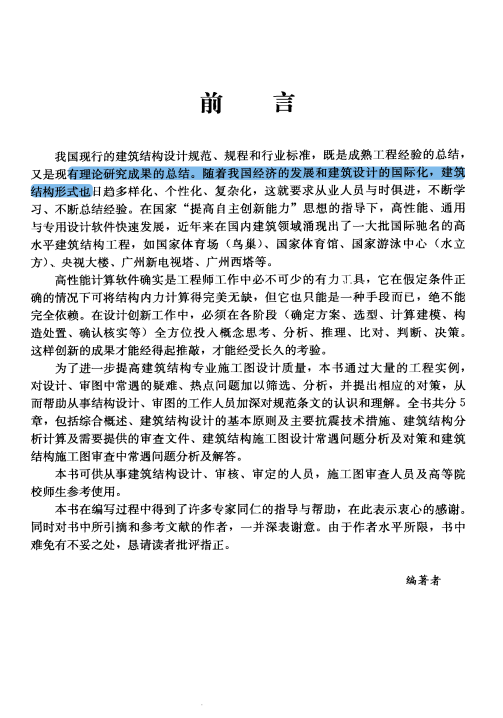 前 言
我国现行的建筑结构设计规范、规程和行业标准，既是成熟工程经验的总结，
又是现有理论研究成果的总结。随着我国经济的发展和建筑设计的国际化，建筑
结构形式也日趋多样化、个性化、复杂化，这就要求从业人员与时俱进，不断学
习、不断总结经验。在国家“提高自主创新能力”思想的指导下，高性能、通用
与专用设计软件快速发展，近年来在国内建筑领域涌现出了一大批国际驰名的高
水平建筑结构工程，如国家体育场（鸟巢）、国家体育馆、国家游泳中心（水立
方）、央视大楼、广州新电视塔、广州西塔等。
高性能计算软件确实是工程师工作中必不可少的有力工具，它在假定条件正
确的情况下可将结构内力计算得完美无缺，但它也只能是一种手段而已，绝不能
完全依赖。在设计创新工作中，必须在各阶段（确定方案、选型、计算建模、构
造处置、确认核实等）全方位投入概念思考、分析、推理、比对、判断、决策。
这样创新的成果才能经得起推敲，才能经受长久的考验。
为了进一步提高建筑结构专业施工图设计质量，本书通过大量的工程实例，
对设计、审图中常遇的疑难、热点问题加以筛选、分析，并提出相应的对策，从
而帮助从事结构设计、审图的工作人员加深对规范条文的认识和理解。全书共分 5
章，包括综合概述、建筑结构设计的基本原则及主要抗震技术措施、建筑结构分
析计算及需要提供的审查文件、建筑结构施工图设计常遇问题分析及对策和建筑
结构施工图审查中常遇问题分析及解答。
本书可供从事建筑结构设计、审核、审定的人员，施工图审查人员及高等院
校师生参考使用。
本书在编写过程中得到了许多专家同仁的指导与帮助，在此表示衷心的感谢。
同时对书中所引摘和参考文献的作者，一并深表谢意。由于作者水平所限，书中
难免有不妥之处，恳请读者批评指正。
编著者